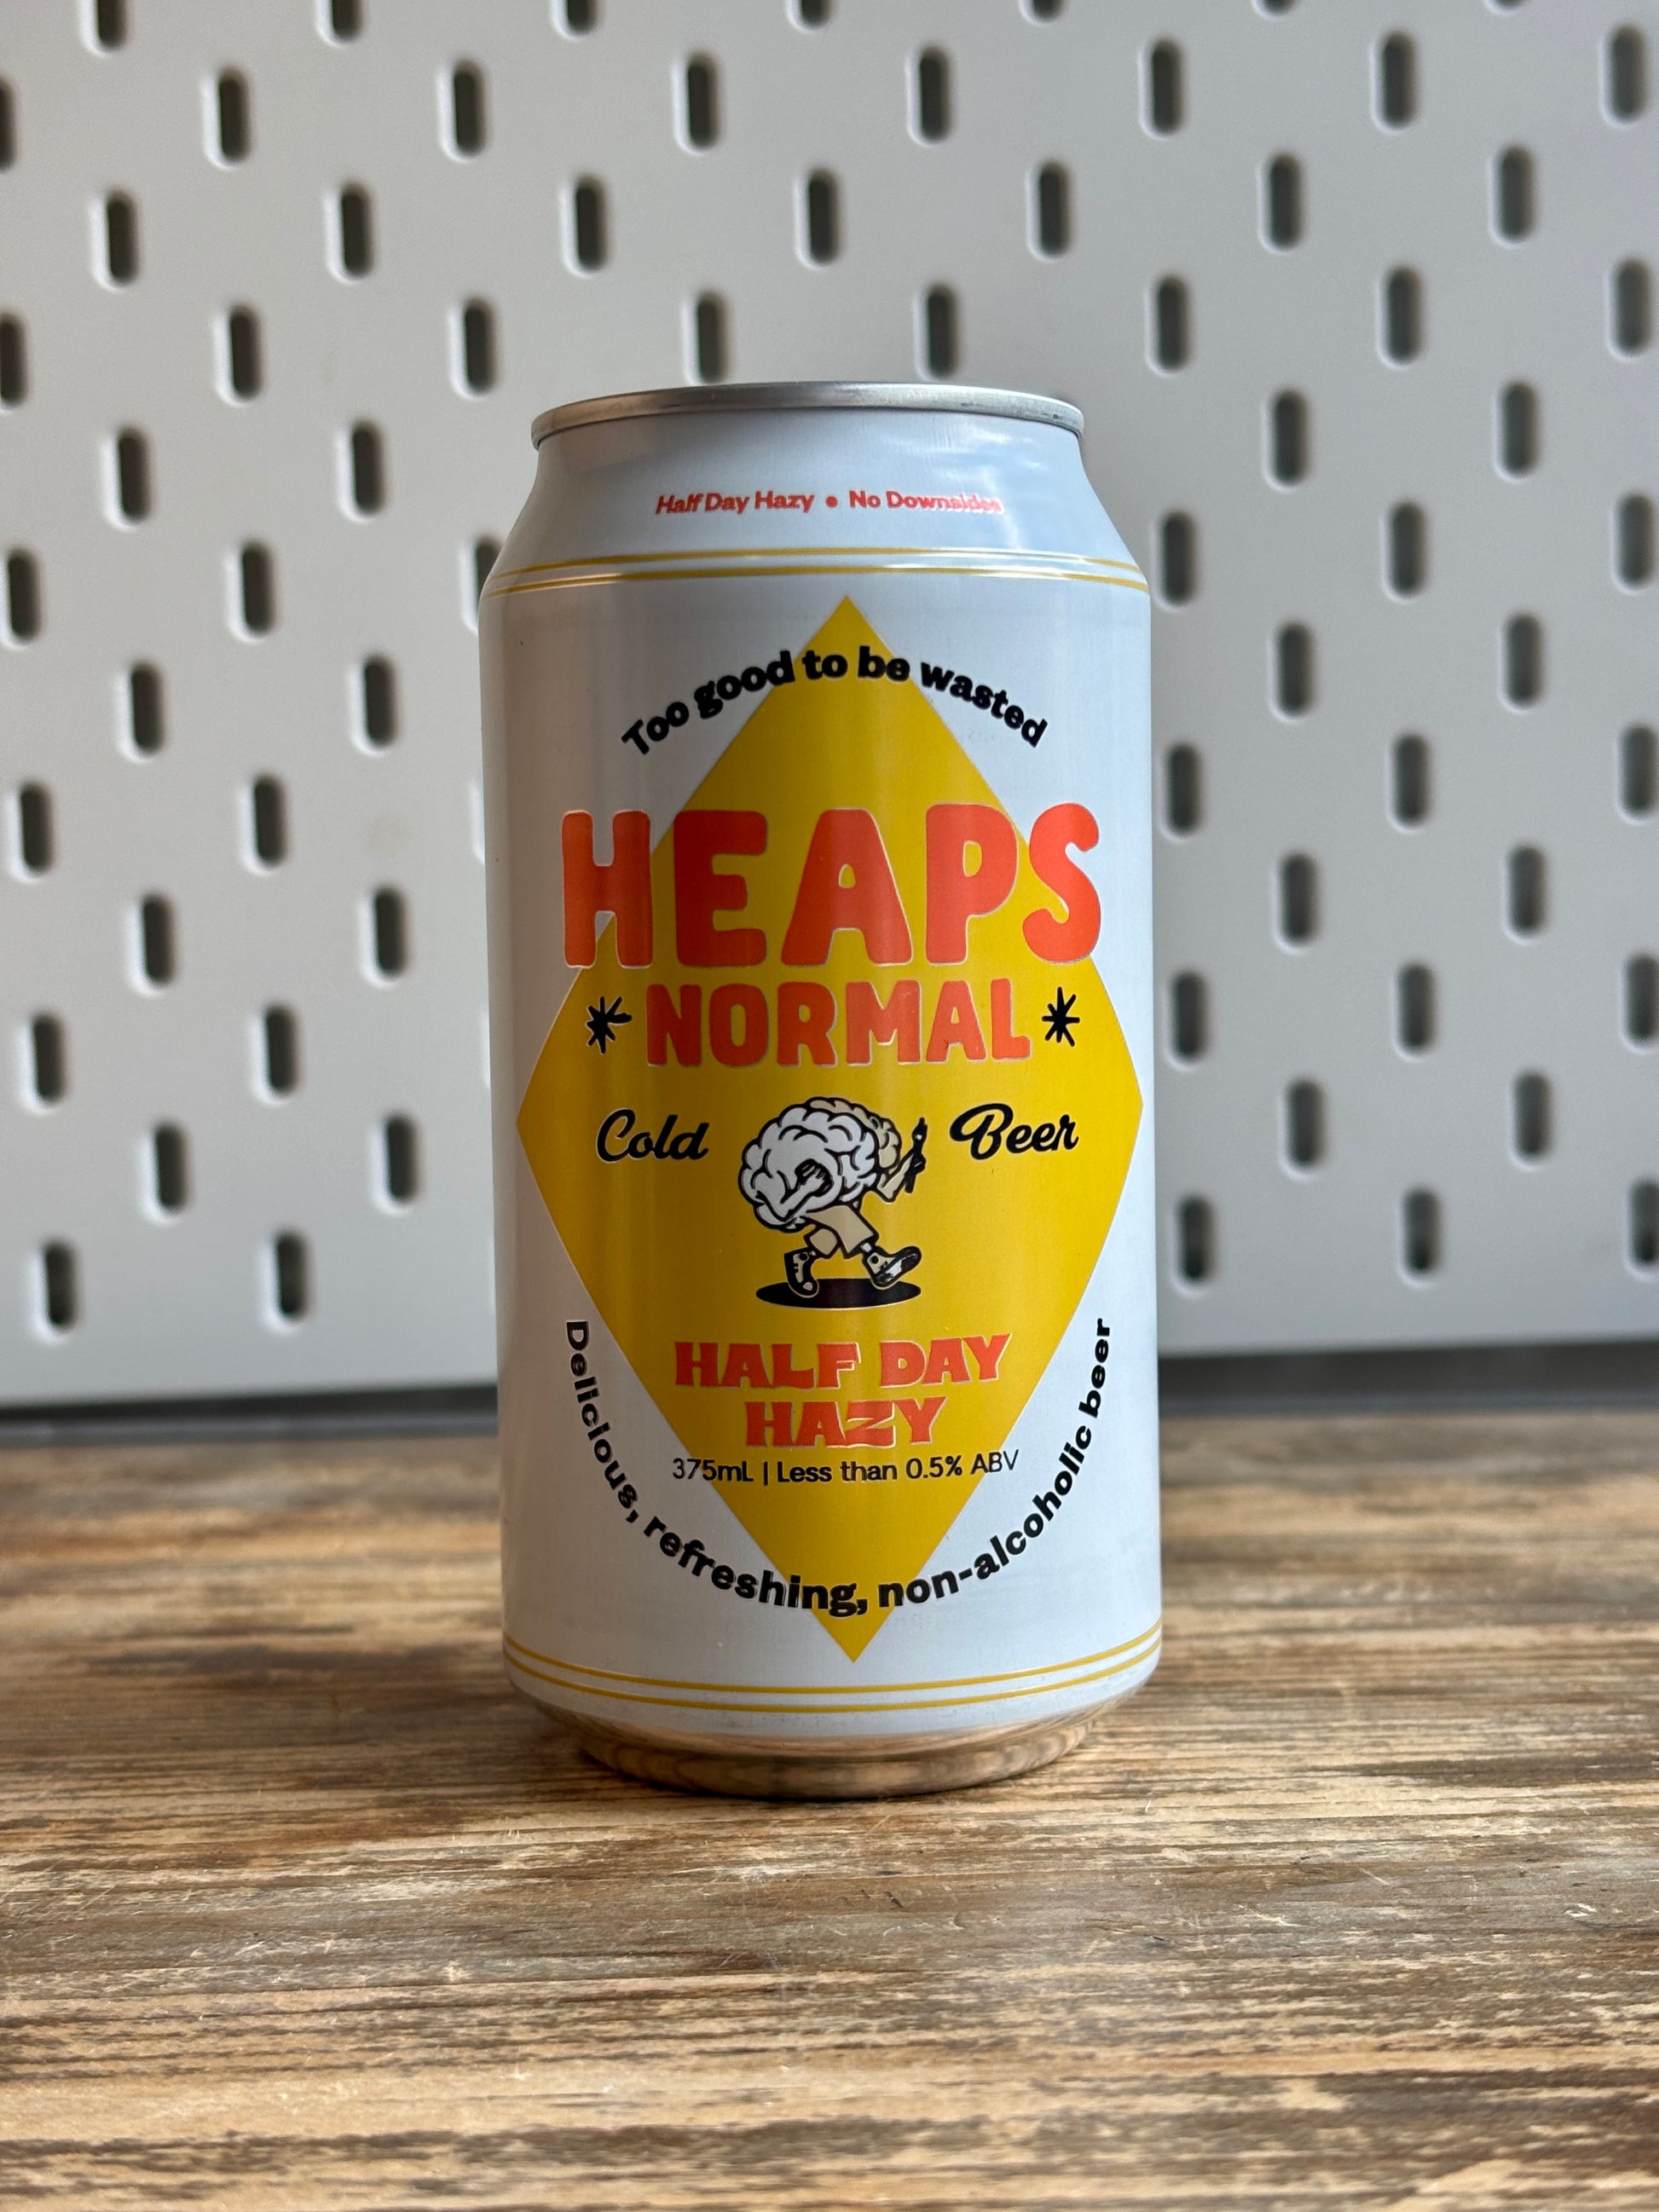 Half Day Hazy • No Downsides
Too good to be wasted
HEAPS
NORMAL
Cold Beer
HALF DAY
HAZY
375mL | Less than 0.5% ABV
Delicious, refreshing, non-alcoholic beer